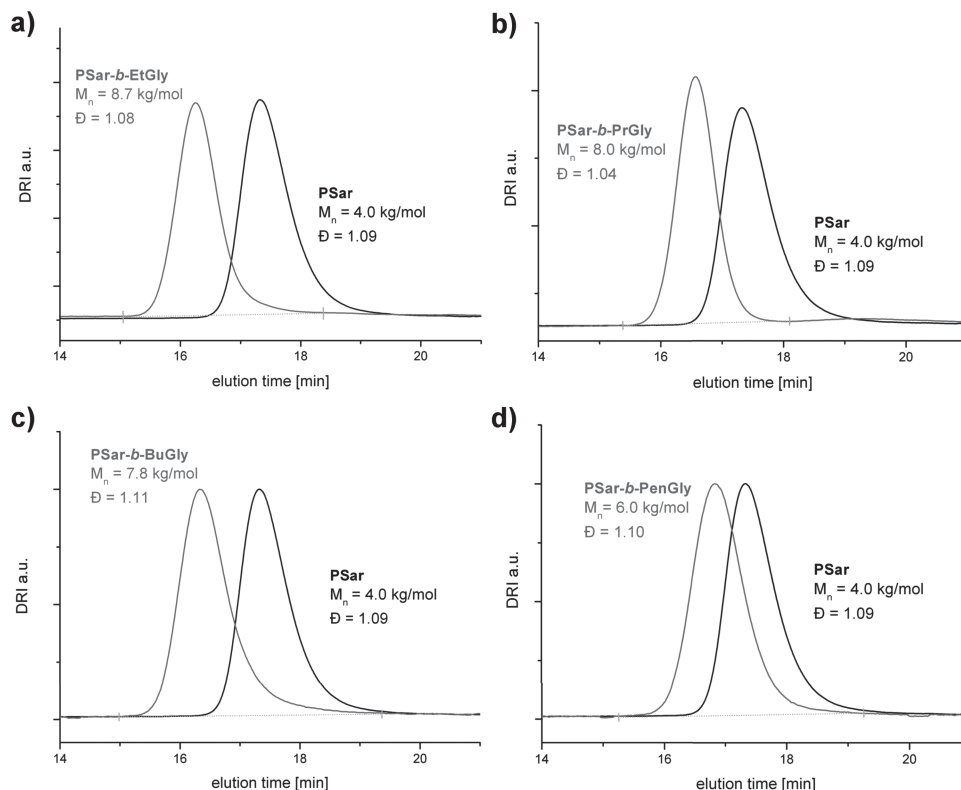 a)
PSar-b-EtGly
Mn = 8.7 kg/mol
Đ = 1.08
PSar
Mn = 4.0 kg/mol
Đ = 1.09
DRI a.u.
14 16 18 20
elution time [min]
b)
PSar-b-PrGly
Mn = 8.0 kg/mol
Đ = 1.04
PSar
Mn = 4.0 kg/mol
Đ = 1.09
DRI a.u.
14 16 18 20
elution time [min]
c)
PSar-b-BuGly
Mn = 7.8 kg/mol
Đ = 1.11
PSar
Mn = 4.0 kg/mol
Đ = 1.09
DRI a.u.
14 16 18 20
elution time [min]
d)
PSar-b-PenGly
Mn = 6.0 kg/mol
Đ = 1.10
PSar
Mn = 4.0 kg/mol
Đ = 1.09
DRI a.u.
14 16 18 20
elution time [min]